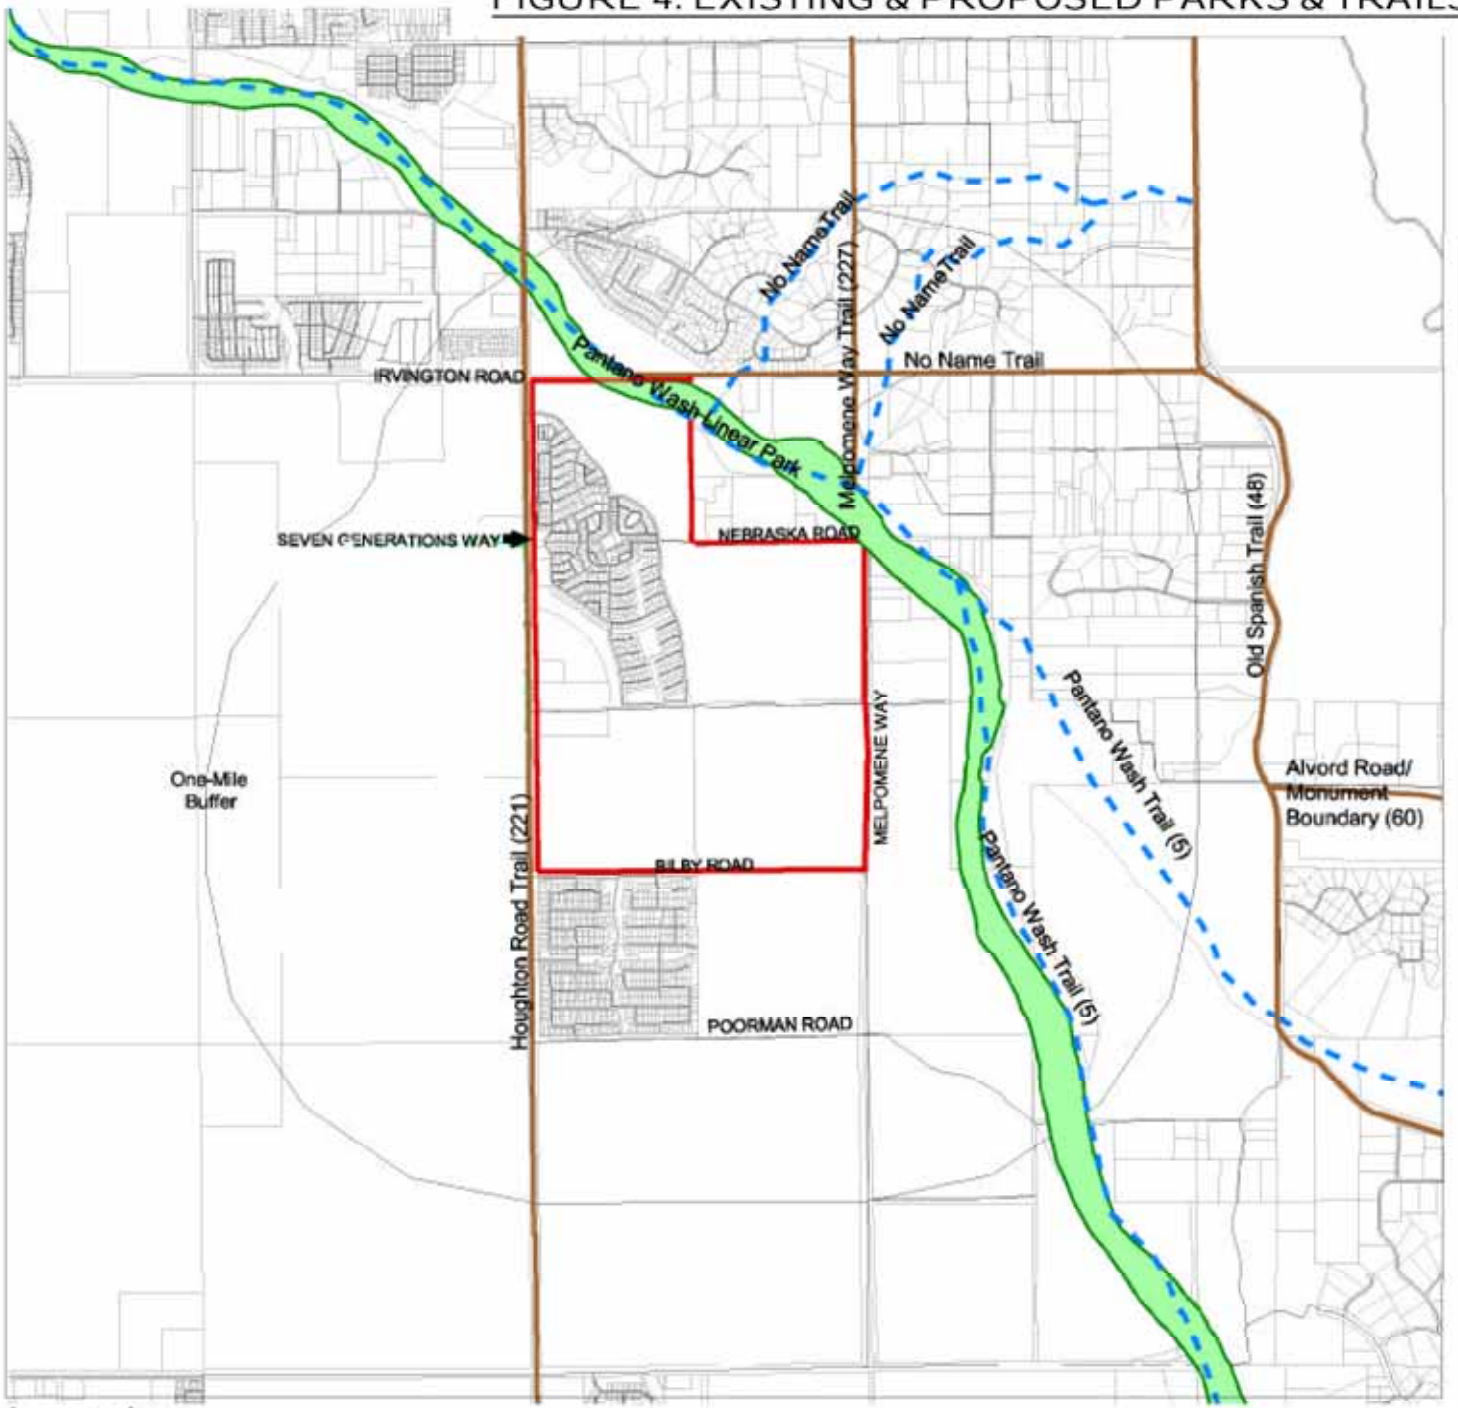 FIGURE 4: EXISTING & PROPOSED PARKS & TRAILS
No Name Trail
Melpomene Way Trail (227)
No Name Trail
No Name Trail
IRVINGTON ROAD
Pantano Wash Linear Park
SEVEN GENERATIONS WAY
NEBRASKA ROAD
Old Spanish Trail (48)
Pantano Wash Trail (5)
MELPOMENE WAY
One-Mile
Buffer
Alvord Road/
Monument
Boundary (60)
Houghton Road Trail (221)
BILBY ROAD
Pantano Wash Trail (5)
POORMAN ROAD